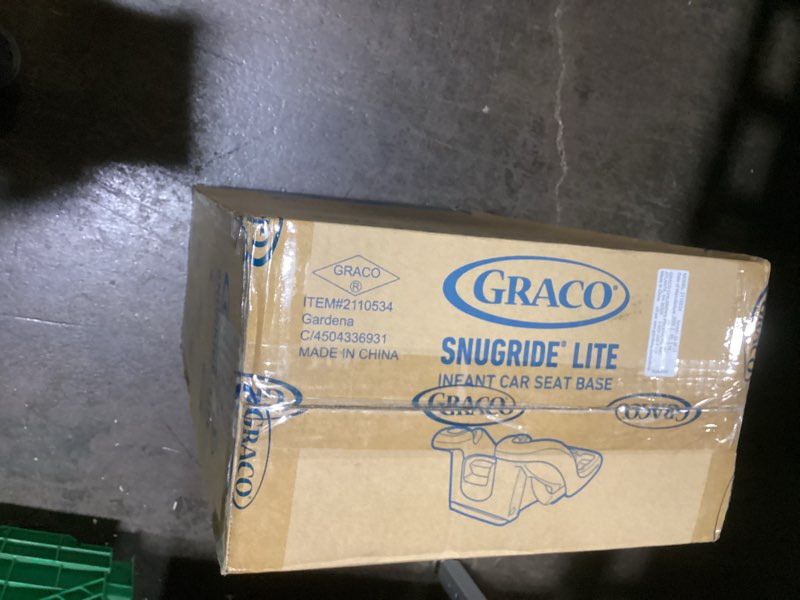 GRACO
®
ITEM#2110534
Gardena
C/4504336931
MADE IN CHINA
GRACO®
SNUGRIDE® LITE
INFANT CAR SEAT BASE
GRACO
GRACO
GRACO